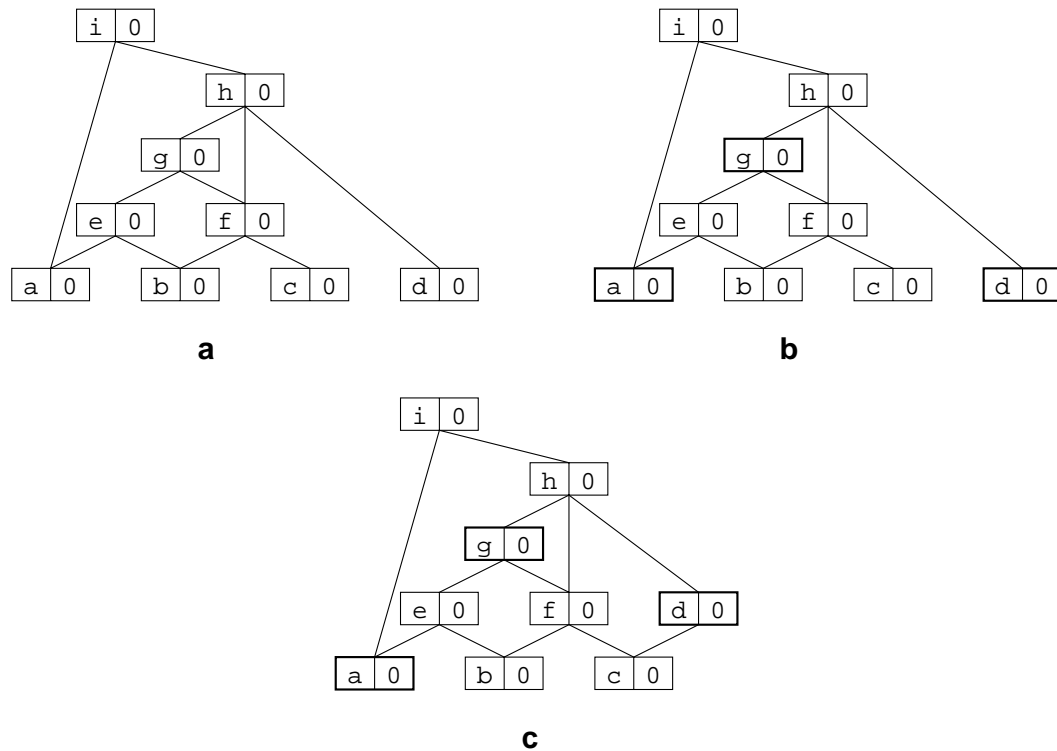 i 0 i 0
h 0 h 0
g 0 g 0
e 0 f 0 e 0 f 0
a 0 b 0 c 0 d 0 a 0 b 0 c 0 d 0
a b
i 0
h 0
g 0
e 0 f 0 d 0
a 0 b 0 c 0
c